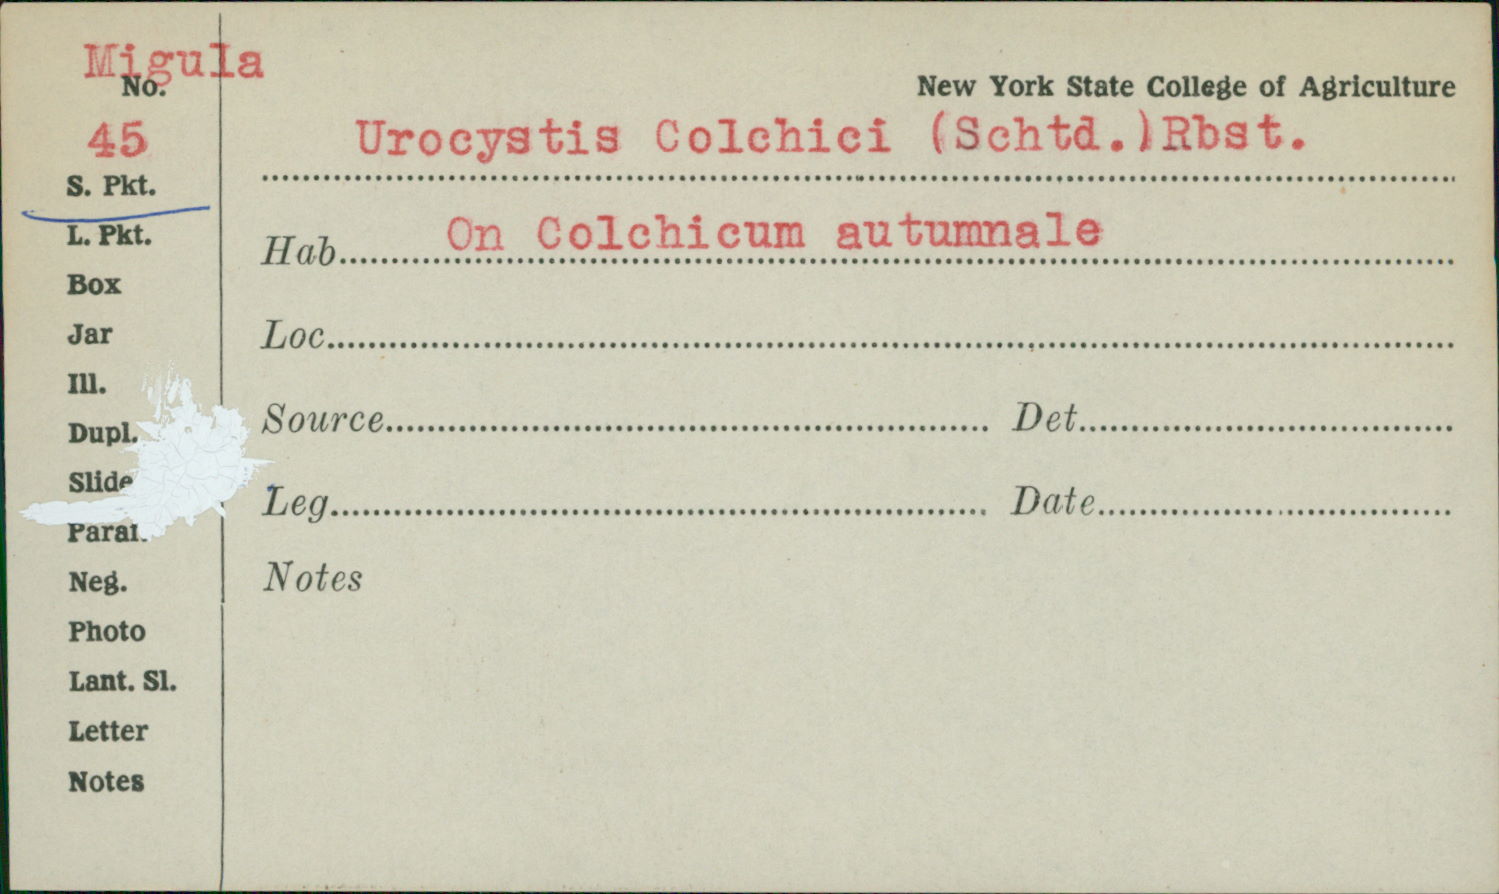 Migula
No.
45
S. Pkt.
L. Pkt.
Box
Jar
Ill.
Dupl.
Slide
Paraf.
Neg.
Photo
Lant. Sl.
Letter
Notes
New York State College of Agriculture
Urocystis Colchici (Schtd.)Rbst.
Hab. On Colchicum autumnale
Loc.
Source Det.
Leg. Date
Notes